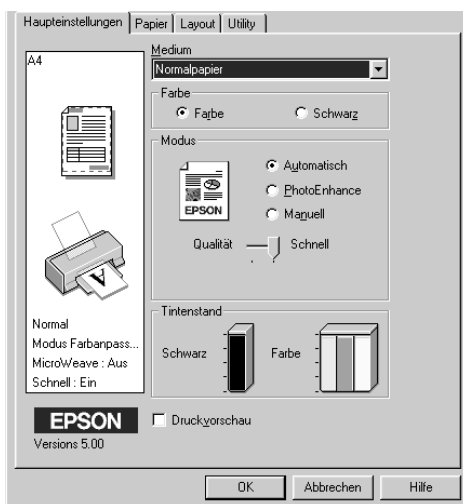 Haupteinstellungen Papier Layout Utility
A4
Medium
Normalpapier
Farbe
Farbe Schwarz
Modus
EPSON
Automatisch
PhotoEnhance
Manuell
Qualität Schnell
A
Normal
Modus Farbanpass...
MicroWeave : Aus
Schnell : Ein
Tintenstand
Schwarz Farbe
EPSON
Versions 5.00
Druckvorschau
OK Abbrechen Hilfe